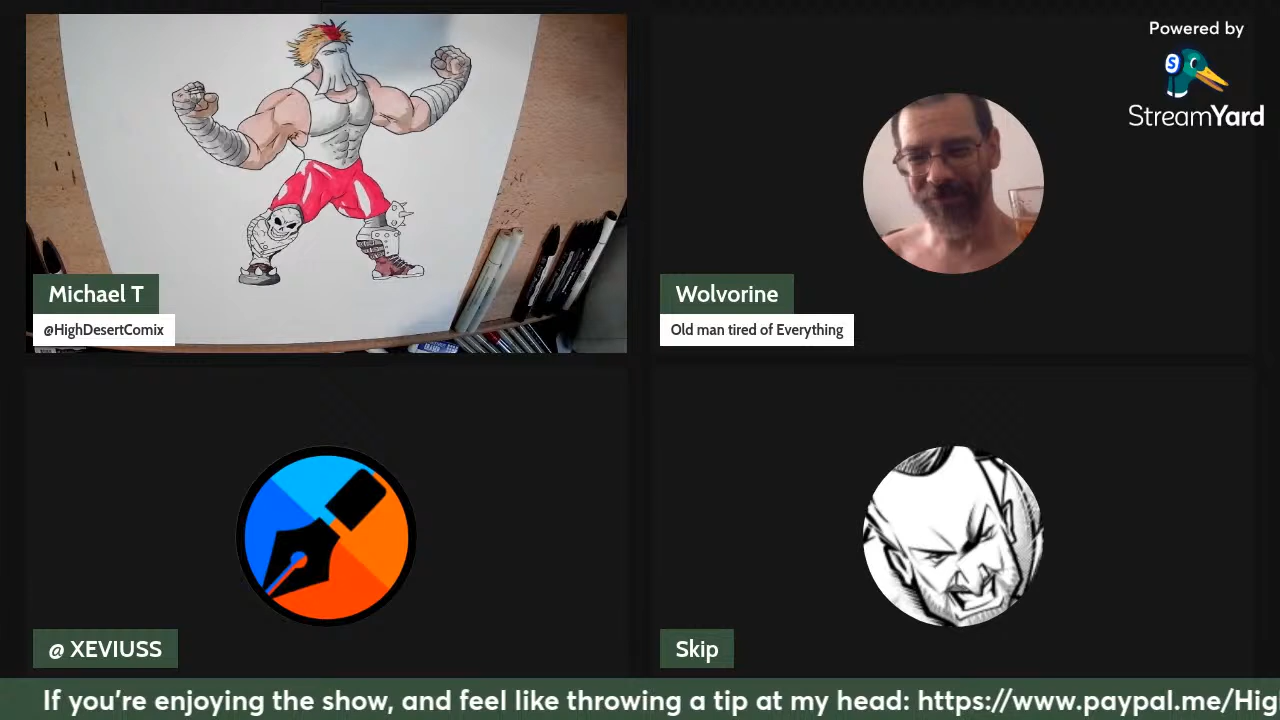 Powered by
StreamYard
Michael T
@HighDesertComix
Wolvorine
Old man tired of Everything
@ XEVIUSS
Skip
If you're enjoying the show, and feel like throwing a tip at my head: https://www.paypal.me/Hig